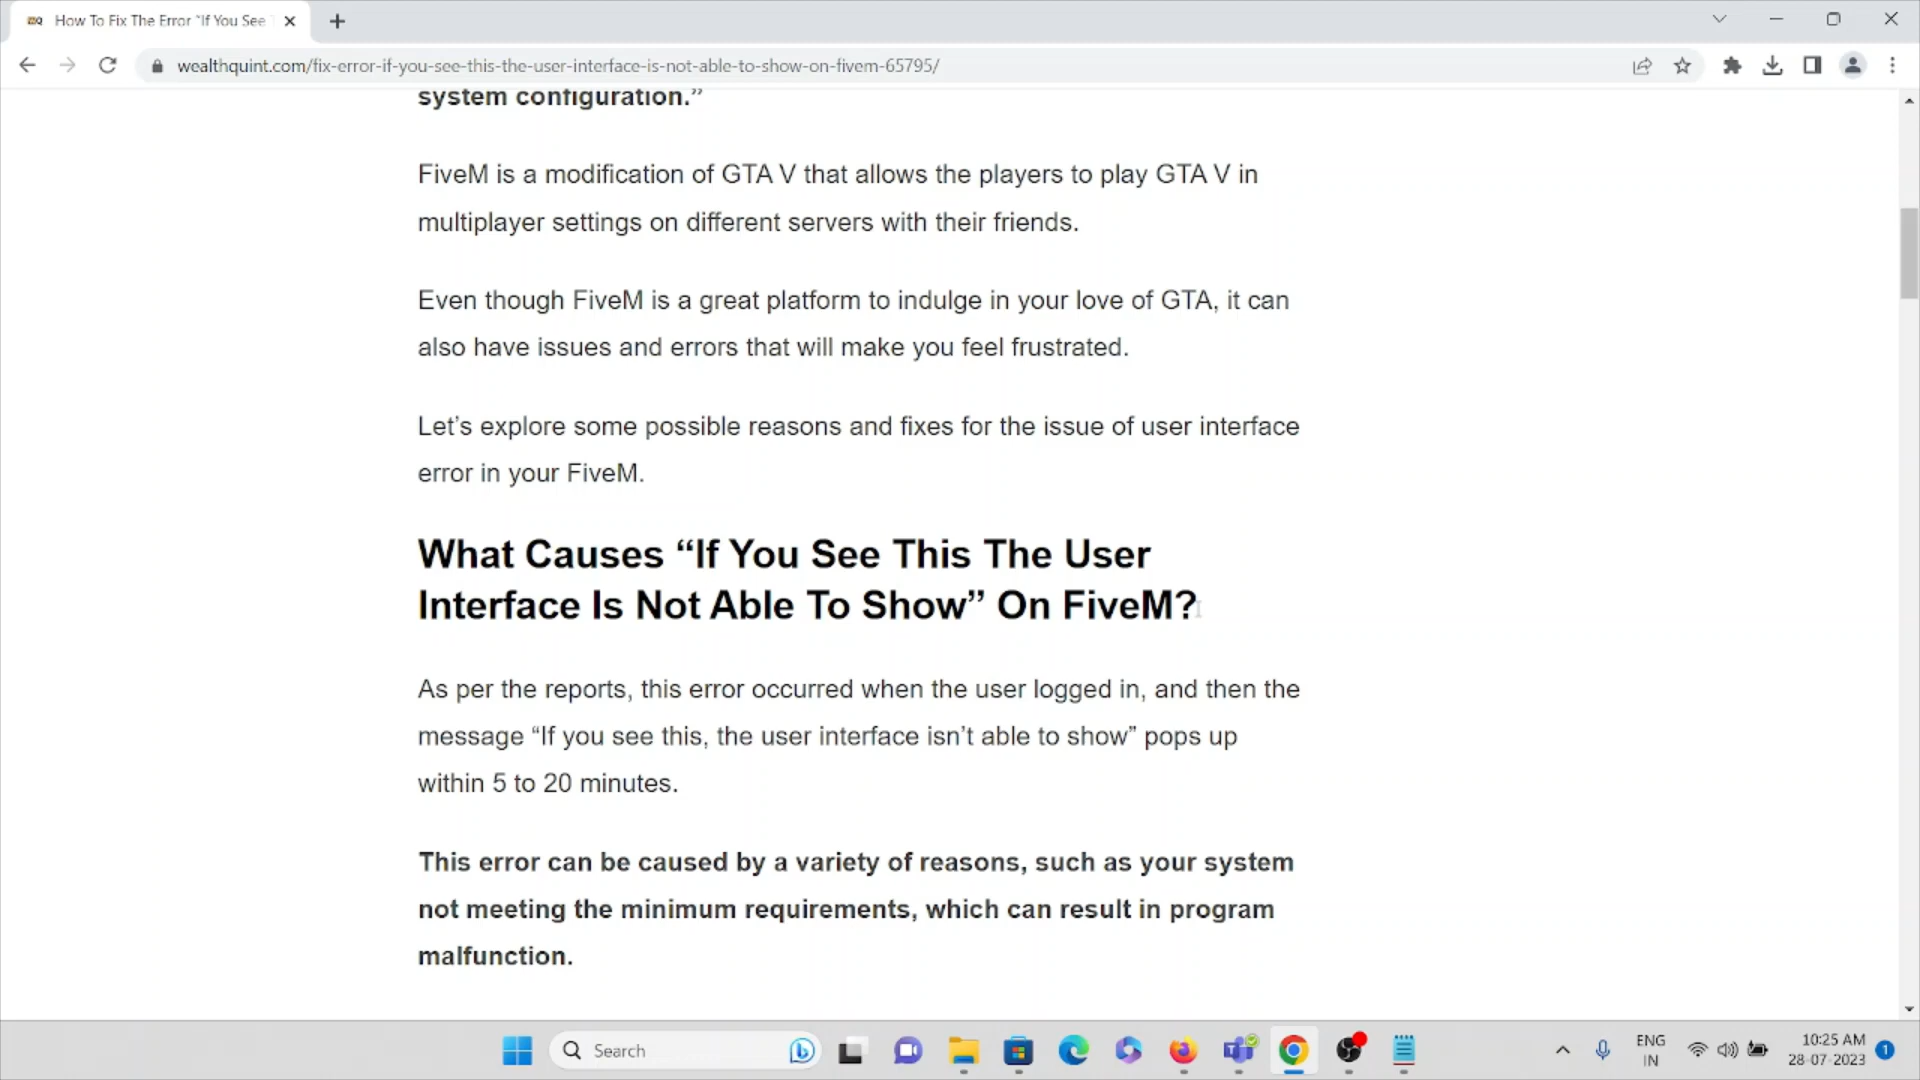 How To Fix The Error "If You See T
wealthquint.com/fix-error-if-you-see-this-the-user-interface-is-not-able-to-show-on-fivem-65795/
system configuration.”
FiveM is a modification of GTA V that allows the players to play GTA V in
multiplayer settings on different servers with their friends.
Even though FiveM is a great platform to indulge in your love of GTA, it can
also have issues and errors that will make you feel frustrated.
Let’s explore some possible reasons and fixes for the issue of user interface
error in your FiveM.
What Causes “If You See This The User
Interface Is Not Able To Show” On FiveM?
As per the reports, this error occurred when the user logged in, and then the
message “If you see this, the user interface isn’t able to show” pops up
within 5 to 20 minutes.
This error can be caused by a variety of reasons, such as your system
not meeting the minimum requirements, which can result in program
malfunction.
Search
ENG
IN
10:25 AM
28-07-2023
1